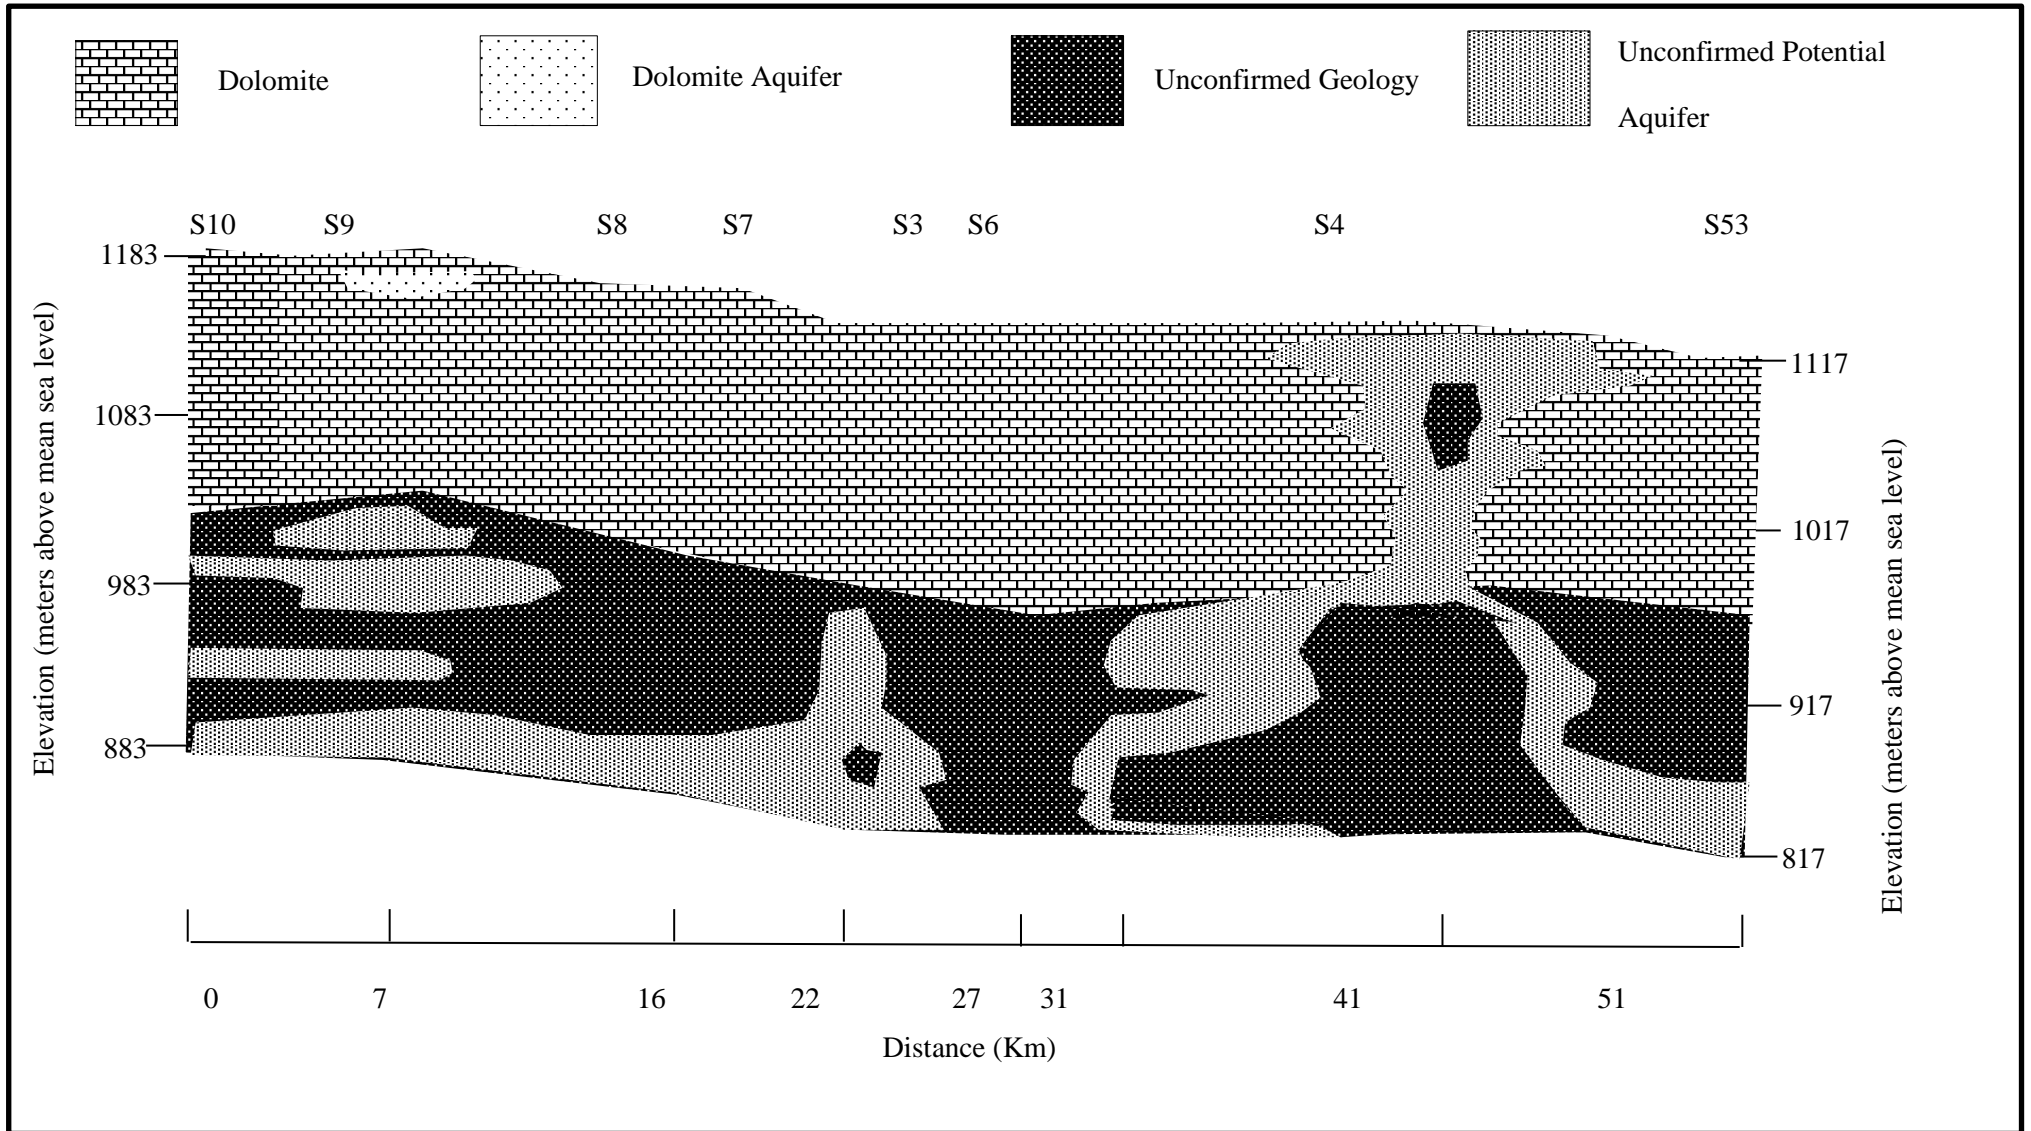 Dolomite
Dolomite Aquifer
Unconfirmed Geology
Unconfirmed Potential
Aquifer
S10 S9 S8 S7 S3 S6 S4 S53
1183
1083
983
883
Elevation (meters above mean sea level)
1117
1017
917
817
Elevation (meters above mean sea level)
0 7 16 22 27 31 41 51
Distance (Km)